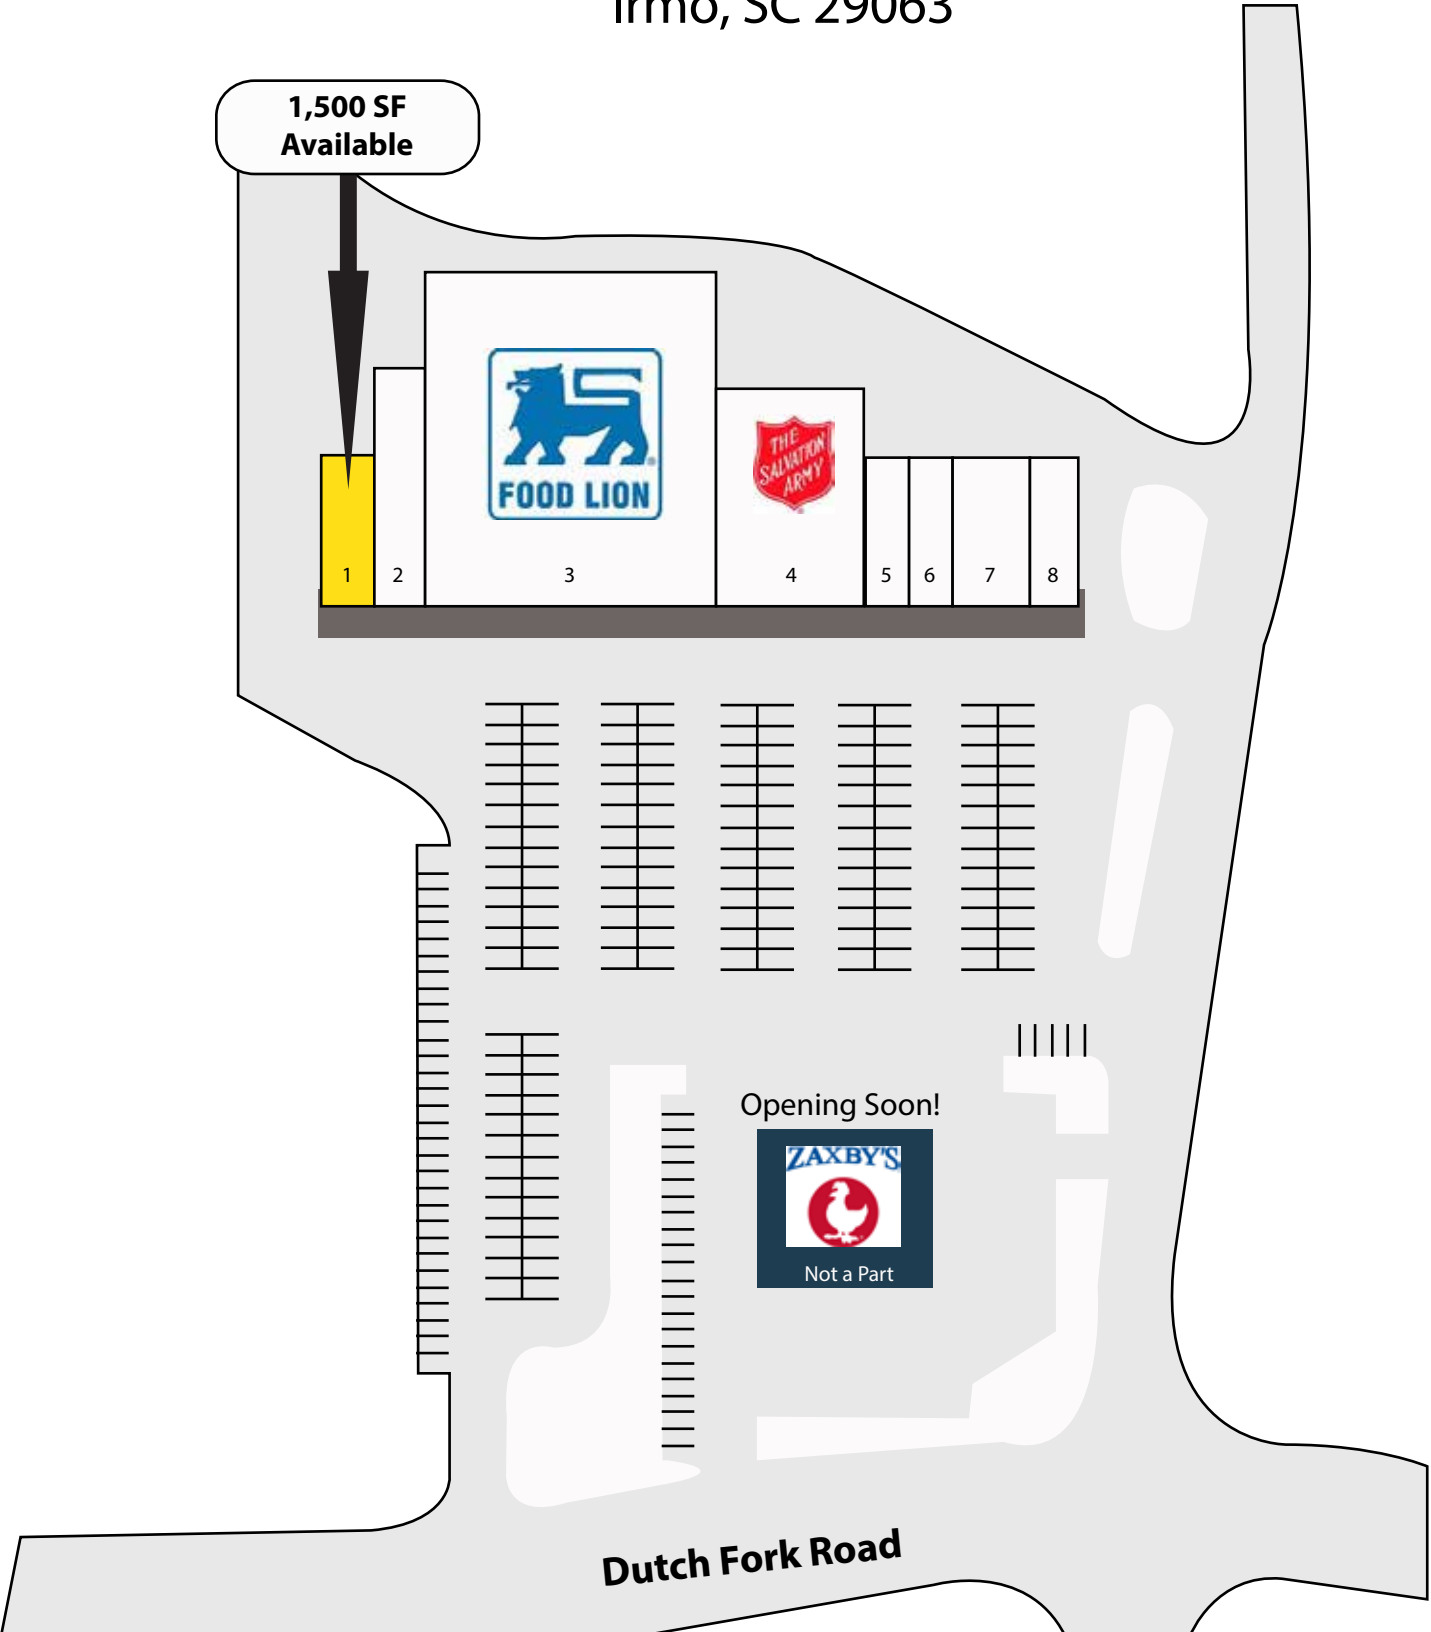 Irmo, SC 29063
1,500 SF
Available
FOOD LION
THE
SALVATION
ARMY
1
2
3
4
5
6
7
8
Opening Soon!
ZAXBY'S
Not a Part
Dutch Fork Road